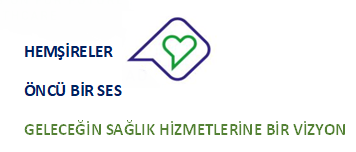 HEMŞİRELER
ÖNCÜ BİR SES
GELECEĞİN SAĞLIK HİZMETLERİNE BİR VİZYON